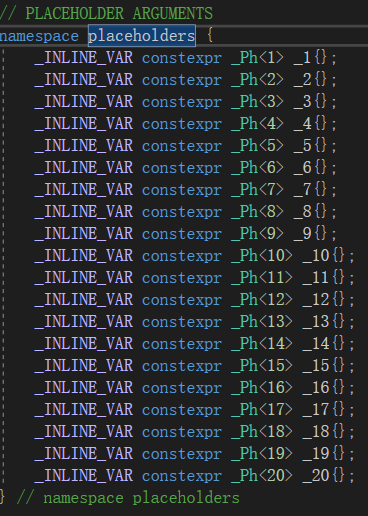 // PLACEHOLDER ARGUMENTS
namespace placeholders {
    _INLINE_VAR constexpr _Ph<1> _1{};
    _INLINE_VAR constexpr _Ph<2> _2{};
    _INLINE_VAR constexpr _Ph<3> _3{};
    _INLINE_VAR constexpr _Ph<4> _4{};
    _INLINE_VAR constexpr _Ph<5> _5{};
    _INLINE_VAR constexpr _Ph<6> _6{};
    _INLINE_VAR constexpr _Ph<7> _7{};
    _INLINE_VAR constexpr _Ph<8> _8{};
    _INLINE_VAR constexpr _Ph<9> _9{};
    _INLINE_VAR constexpr _Ph<10> _10{};
    _INLINE_VAR constexpr _Ph<11> _11{};
    _INLINE_VAR constexpr _Ph<12> _12{};
    _INLINE_VAR constexpr _Ph<13> _13{};
    _INLINE_VAR constexpr _Ph<14> _14{};
    _INLINE_VAR constexpr _Ph<15> _15{};
    _INLINE_VAR constexpr _Ph<16> _16{};
    _INLINE_VAR constexpr _Ph<17> _17{};
    _INLINE_VAR constexpr _Ph<18> _18{};
    _INLINE_VAR constexpr _Ph<19> _19{};
    _INLINE_VAR constexpr _Ph<20> _20{};
} // namespace placeholders